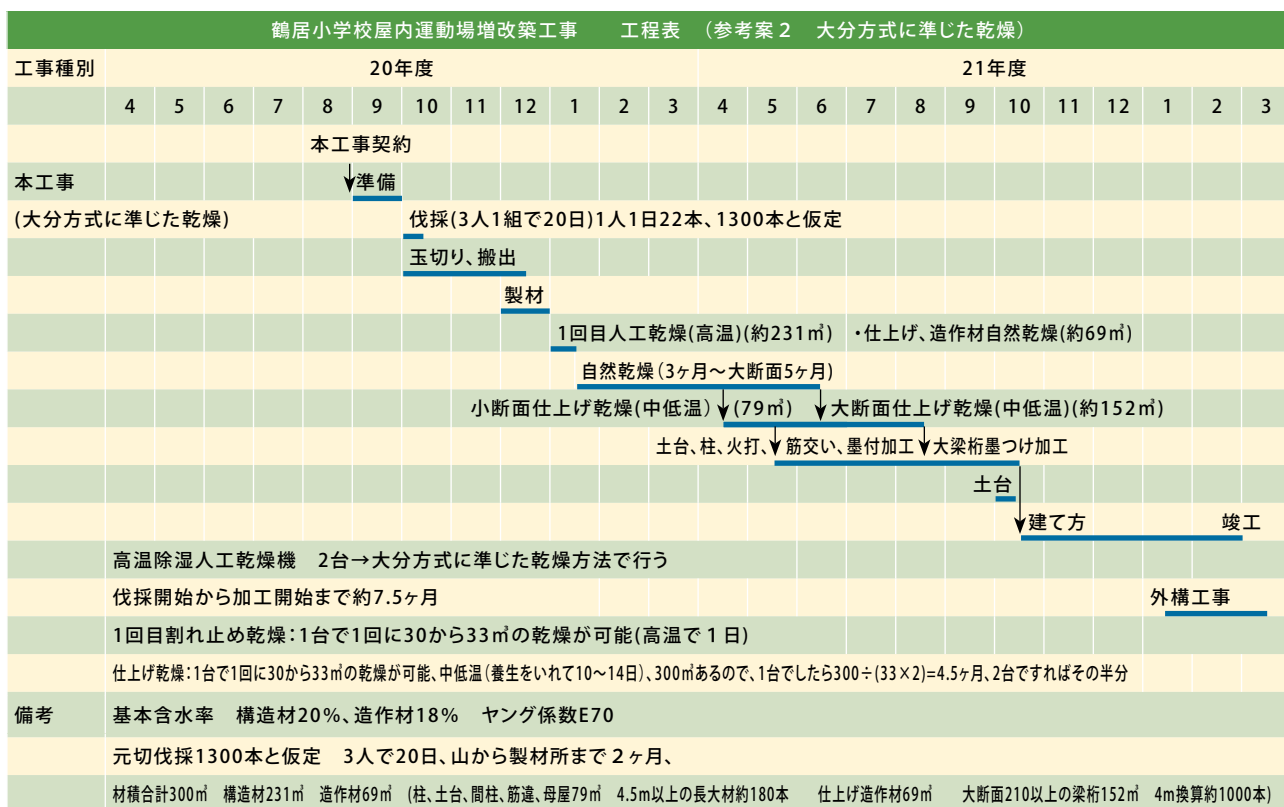 鶴居小学校屋内運動場増改築工事　工程表　（参考案２　大分方式に準じた乾燥）
工事種別　20年度　21年度
4 5 6 7 8 9 10 11 12 1 2 3 4 5 6 7 8 9 10 11 12 1 2 3
本工事契約
本工事　準備
(大分方式に準じた乾燥)　伐採(3人1組で20日)1人1日22本、1300本と仮定
玉切り、搬出
製材
1回目人工乾燥(高温)(約231㎥)　・仕上げ、造作材自然乾燥(約69㎥)
自然乾燥（3ヶ月～大断面5ヶ月)
小断面仕上げ乾燥(中低温）　(79㎥)　大断面仕上げ乾燥(中低温)(約152㎥)
土台、柱、火打、筋交い、墨付加工　大梁桁墨つけ加工
土台
建て方　竣工
高温除湿人工乾燥機　2台→大分方式に準じた乾燥方法で行う
伐採開始から加工開始まで約7.5ヶ月　外構工事
1回目割れ止め乾燥：1台で1回に30から33㎥の乾燥が可能(高温で１日)
仕上げ乾燥：1台で1回に30から33㎥の乾燥が可能、中低温（養生をいれて10～14日）、300㎥あるので、1台でしたら300÷(33×2)=4.5ヶ月、2台ですればその半分
備考　基本含水率　構造材20%、造作材18%　ヤング係数E70
元切伐採1300本と仮定　3人で20日、山から製材所まで２ヶ月、
材積合計300㎥　構造材231㎥　造作材69㎥　(柱、土台、間柱、筋違、母屋79㎥　4.5m以上の長大材約180本　仕上げ造作材69㎥　大断面210以上の梁桁152㎥　4m換算約1000本)